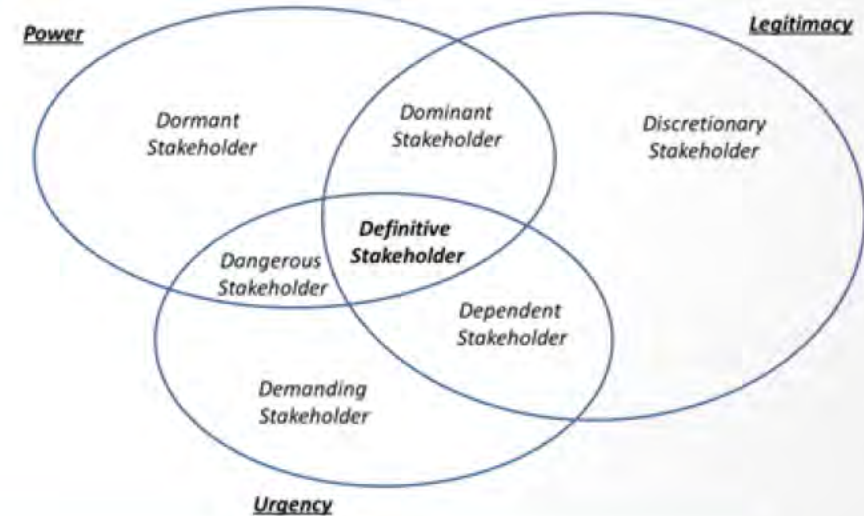 Power
Legitimacy
Dormant
Stakeholder
Dominant
Stakeholder
Discretionary
Stakeholder
Definitive
Stakeholder
Dangerous
Stakeholder
Dependent
Stakeholder
Demanding
Stakeholder
Urgency